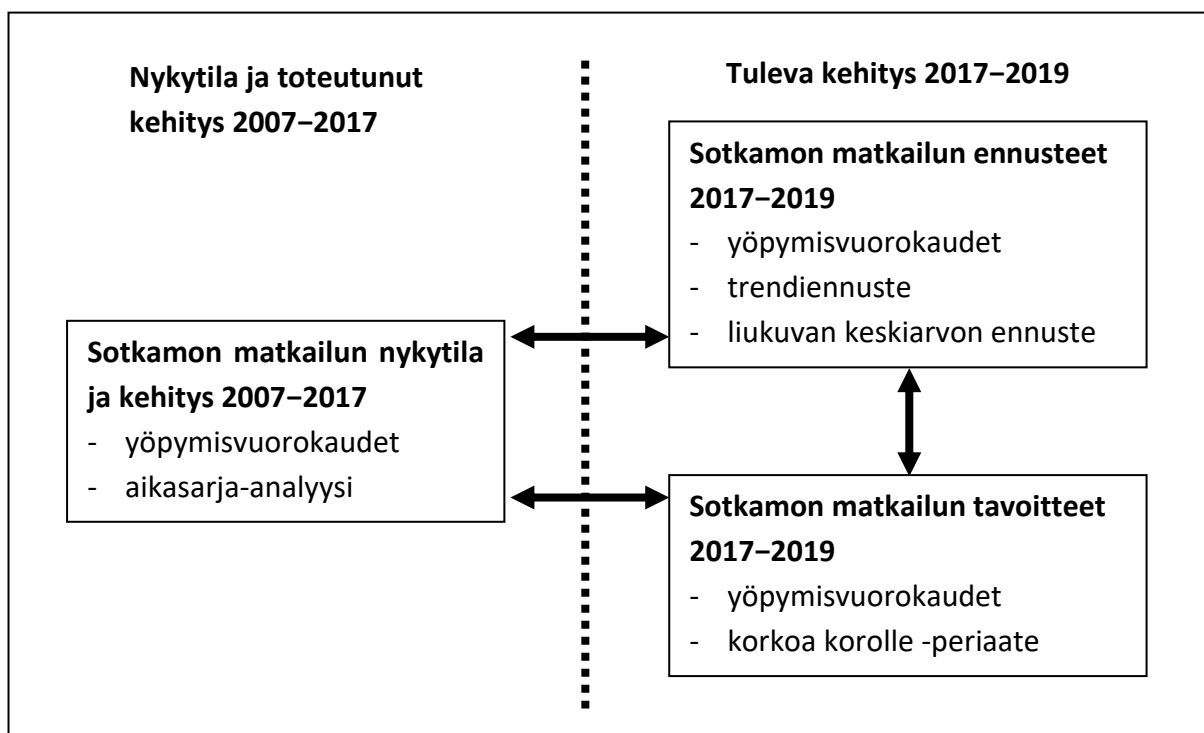 Nykytila ja toteutunut
kehitys 2007−2017
Sotkamon matkailun nykytila
ja kehitys 2007−2017
- yöpymisvuorokaudet
- aikasarja-analyysi
Tuleva kehitys 2017−2019
Sotkamon matkailun ennusteet
2017−2019
- yöpymisvuorokaudet
- trendiennuste
- liukuvan keskiarvon ennuste
Sotkamon matkailun tavoitteet
2017−2019
- yöpymisvuorokaudet
- korkoa korolle -periaate